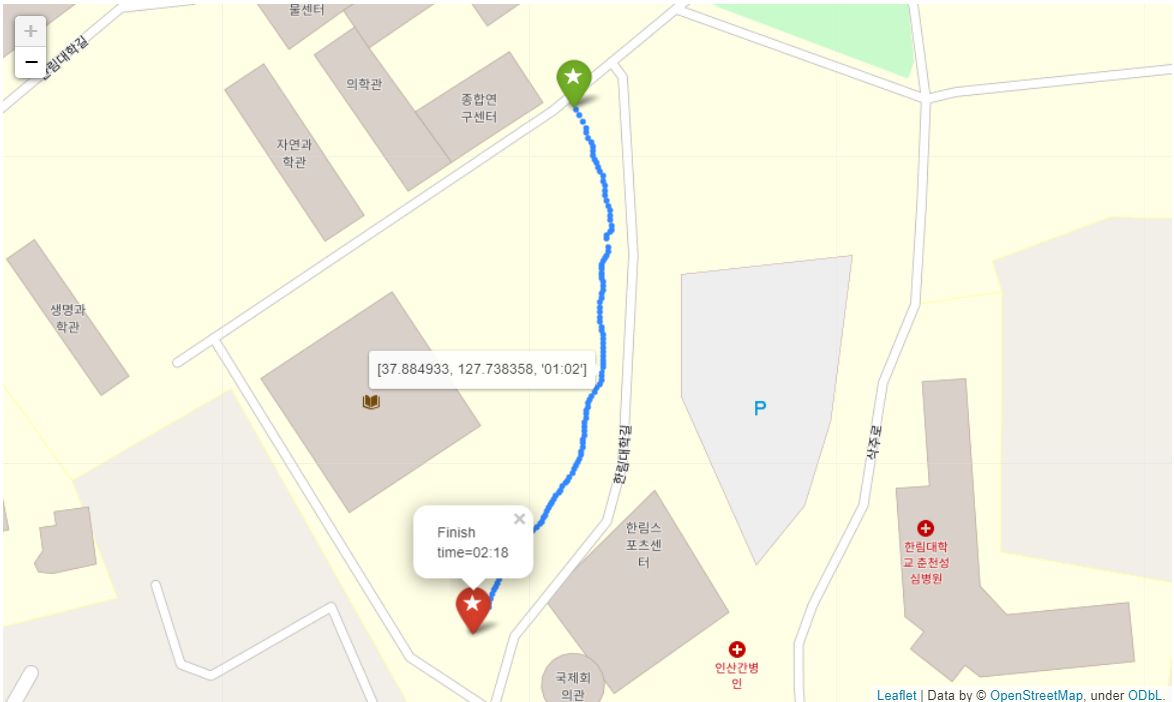 물센터
+
−
한림대학길
의학관
종합연
구센터
자연과
학관
생명과
학관
[37.884933, 127.738358, '01:02']
P
한림대학길
삭주로
×
Finish
time=02:18
한림스
포츠센
터
한림대학
교 춘천성
심병원
인산간병
인
국제회
의관
Leaflet | Data by © OpenStreetMap, under ODbL.